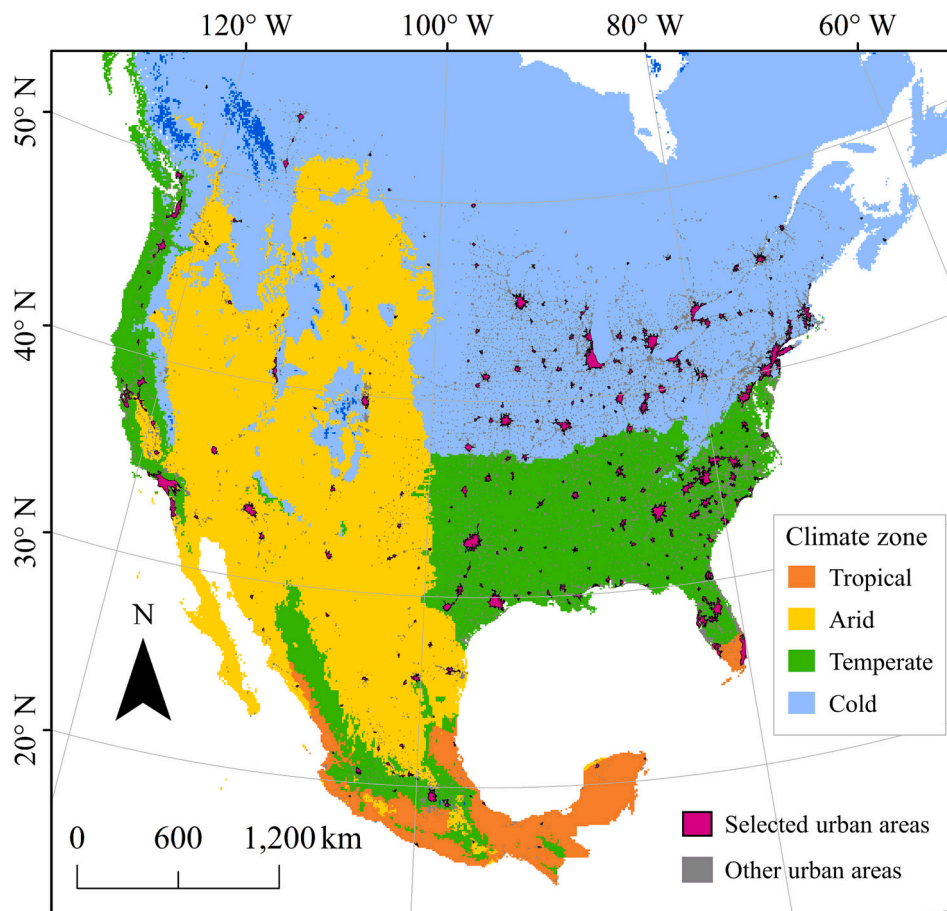 120° W 100° W 80° W 60° W
50° N
40° N
30° N
20° N
N
0 600 1,200 km
Climate zone
Tropical
Arid
Temperate
Cold
Selected urban areas
Other urban areas